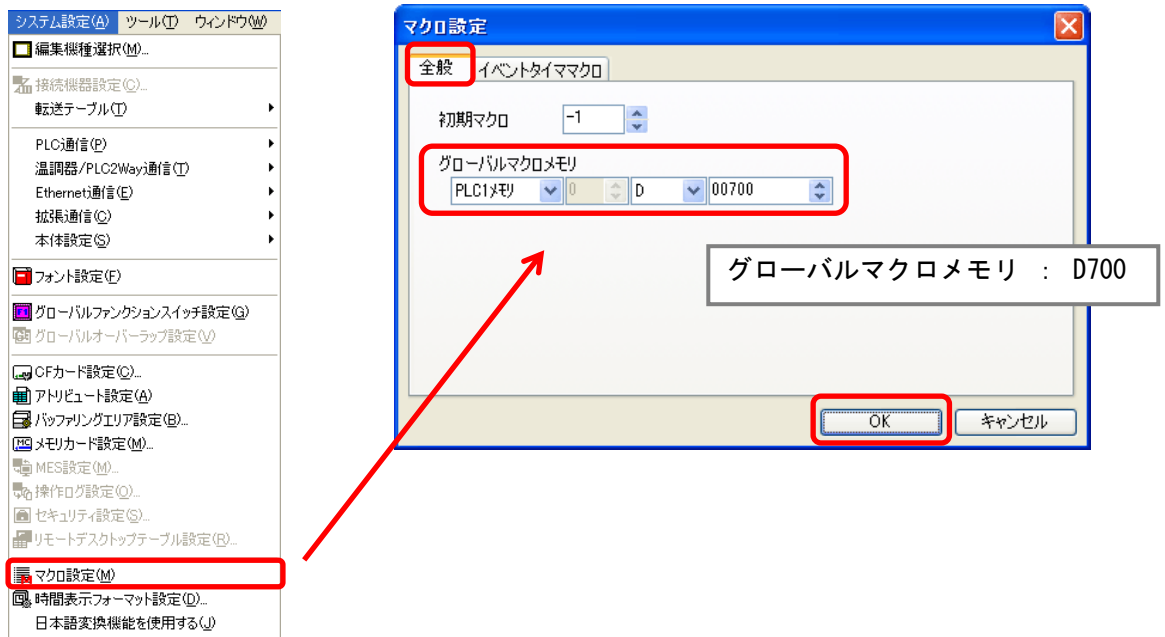 システム設定(A) ツール(T) ウィンドウ(W)
編集機種選択(M)...
接続機器設定(C)...
転送テーブル(T)
PLC通信(P)
温調器/PLC2Way通信(T)
Ethernet通信(E)
拡張通信(C)
本体設定(S)
フォント設定(F)
グローバルファンクションスイッチ設定(G)
グローバルオーバーラップ設定(V)
CFカード設定(C)...
アトリビュート設定(A)
バッファリングエリア設定(B)...
メモリカード設定(M)...
MES設定(M)...
操作ログ設定(O)...
セキュリティ設定(S)...
リモートデスクトップテーブル設定(R)...
マクロ設定(M)
時間表示フォーマット設定(D)...
日本語変換機能を使用する(J)
マクロ設定
全般 イベントタイママクロ
初期マクロ -1
グローバルマクロメモリ
PLC1メモリ 0 D 00700
グローバルマクロメモリ : D700
OK キャンセル